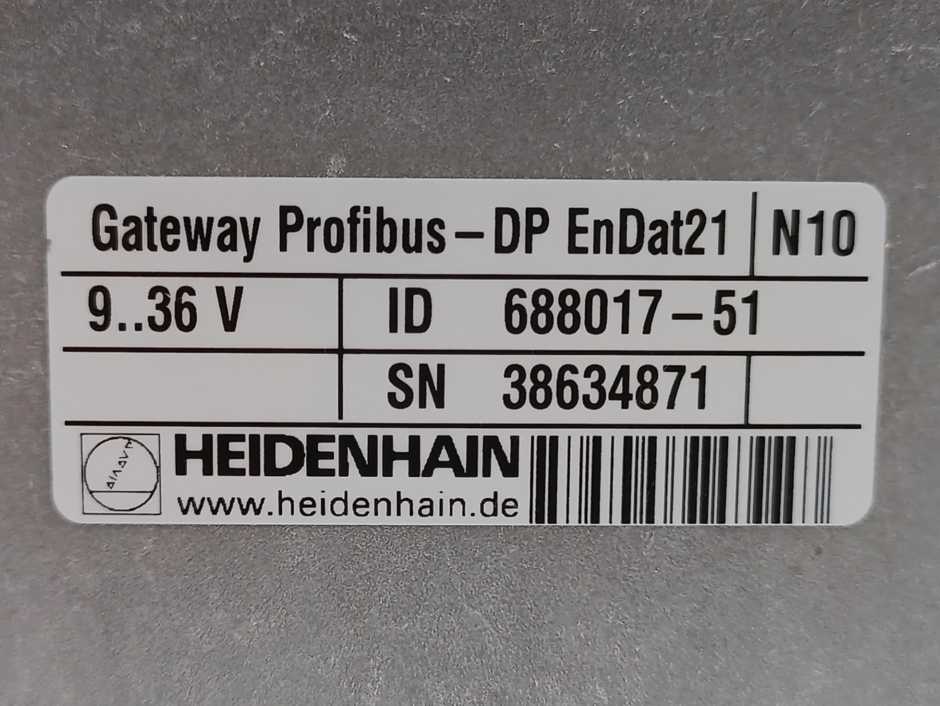 Gateway Profibus – DP EnDat21 N10
9..36 V ID 688017 – 51
SN 38634871
HEIDENHAIN
www.heidenhain.de